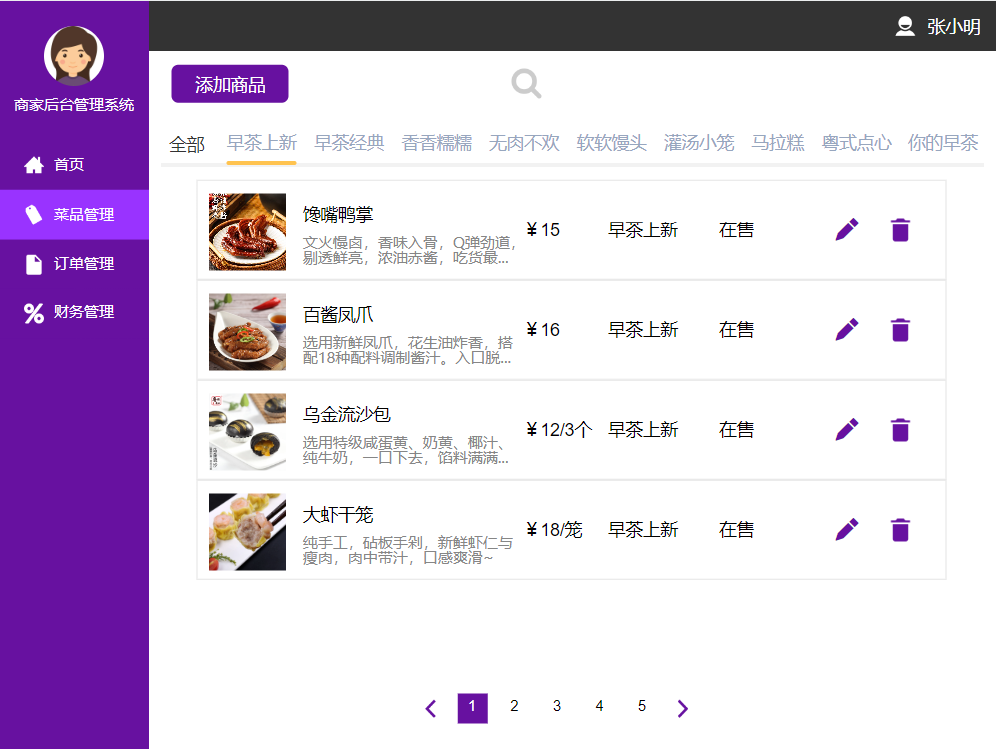 张小明
商家后台管理系统
首页
菜品管理
订单管理
财务管理
添加商品
全部 早茶上新 早茶经典 香香糯糯 无肉不欢 软软馒头 灌汤小笼 马拉糕 粤式点心 你的早茶
馋嘴鸭掌
文火慢卤，香味入骨，Q弹劲道，
剔透鲜亮，浓油赤酱，吃货最...
¥ 15 早茶上新 在售
百酱凤爪
选用新鲜凤爪，花生油炸香，搭
配18种配料调制酱汁。入口脱...
¥ 16 早茶上新 在售
乌金流沙包
选用特级咸蛋黄、奶黄、椰汁、
纯牛奶，一口下去，馅料满满...
¥ 12/3个 早茶上新 在售
大虾干笼
纯手工，砧板手剁，新鲜虾仁与
瘦肉，肉中带汁，口感爽滑~
¥ 18/笼 早茶上新 在售
1 2 3 4 5